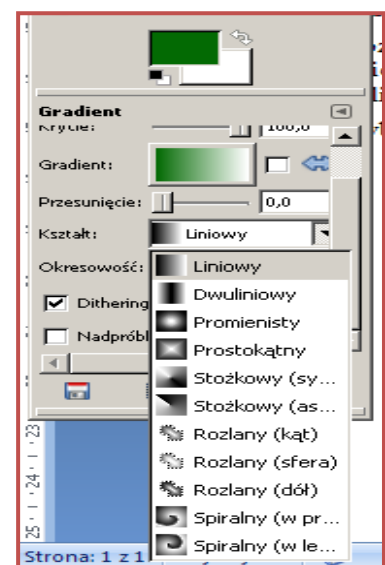 Gradient
Krycie: 100,0
Gradient:
Przesunięcie: 0,0
Kształt: Liniowy
Okresowość:
Liniowy
Dwuliniowy
Dithering
Promienisty
Nadpróbl
Prostokątny
Stożkowy (sy...
Stożkowy (as...
Rozlany (kąt)
Rozlany (sfera)
Rozlany (dół)
Spiralny (w pr...
Spiralny (w le...
23
24
25
Strona: 1 z 1